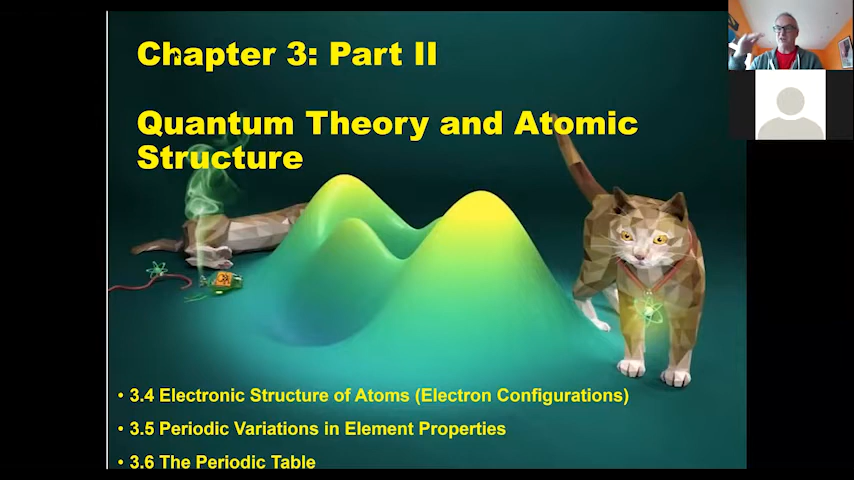 Chapter 3: Part II
Quantum Theory and Atomic
Structure
• 3.4 Electronic Structure of Atoms (Electron Configurations)
• 3.5 Periodic Variations in Element Properties
• 3.6 The Periodic Table